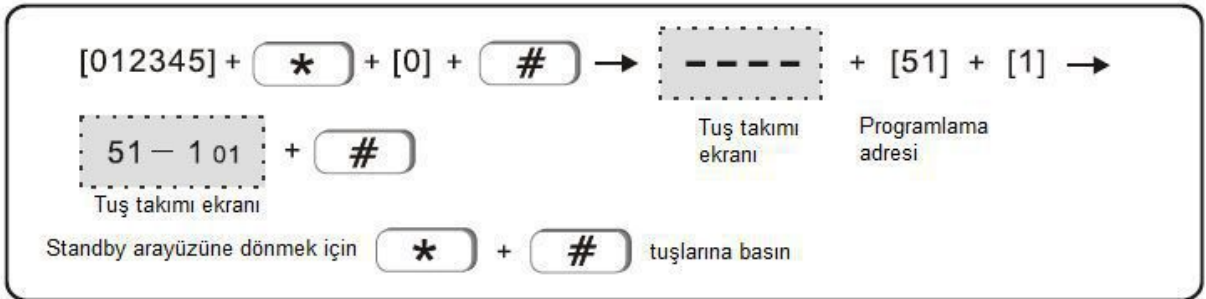 [012345] + * + [0] + # → ---- + [51] + [1] →
Tuş takımı ekranı
Programlama adresi
51 — 1 01 + #
Tuş takımı ekranı
Standby arayüzüne dönmek için * + # tuşlarına basın